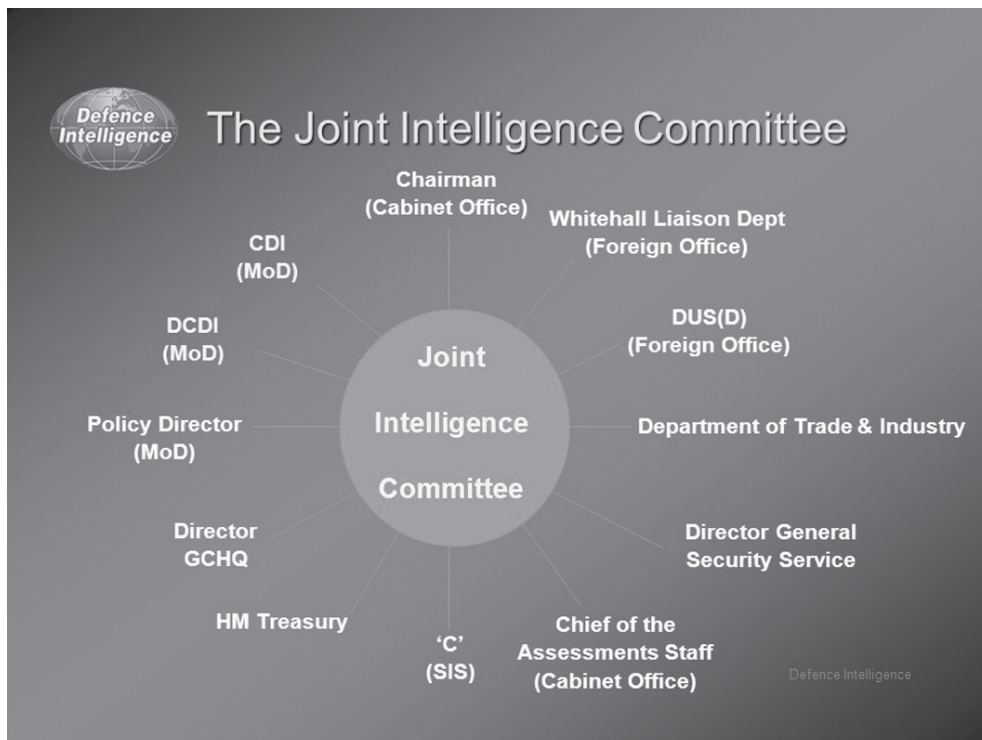 Defence
Intelligence
The Joint Intelligence Committee
Chairman
(Cabinet Office)
Whitehall Liaison Dept
(Foreign Office)
DUS(D)
(Foreign Office)
Department of Trade & Industry
Director General
Security Service
Chief of the
Assessments Staff
(Cabinet Office)
‘C’
(SIS)
HM Treasury
Director
GCHQ
Policy Director
(MoD)
DCDI
(MoD)
CDI
(MoD)
Joint
Intelligence
Committee
Defence Intelligence